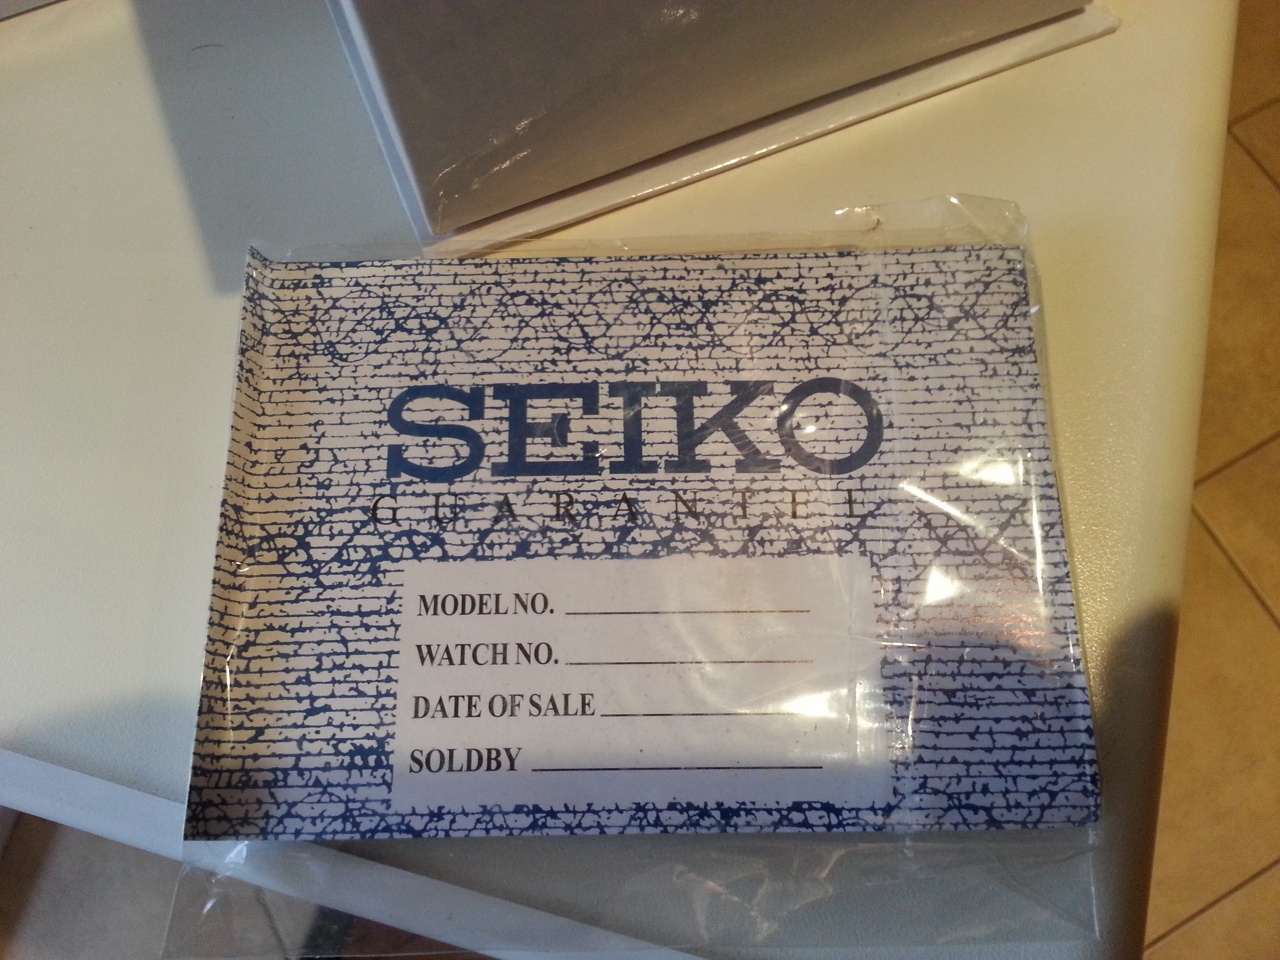 SEIKO
GUARANTEE
MODEL NO.
WATCH NO.
DATE OF SALE
SOLDBY